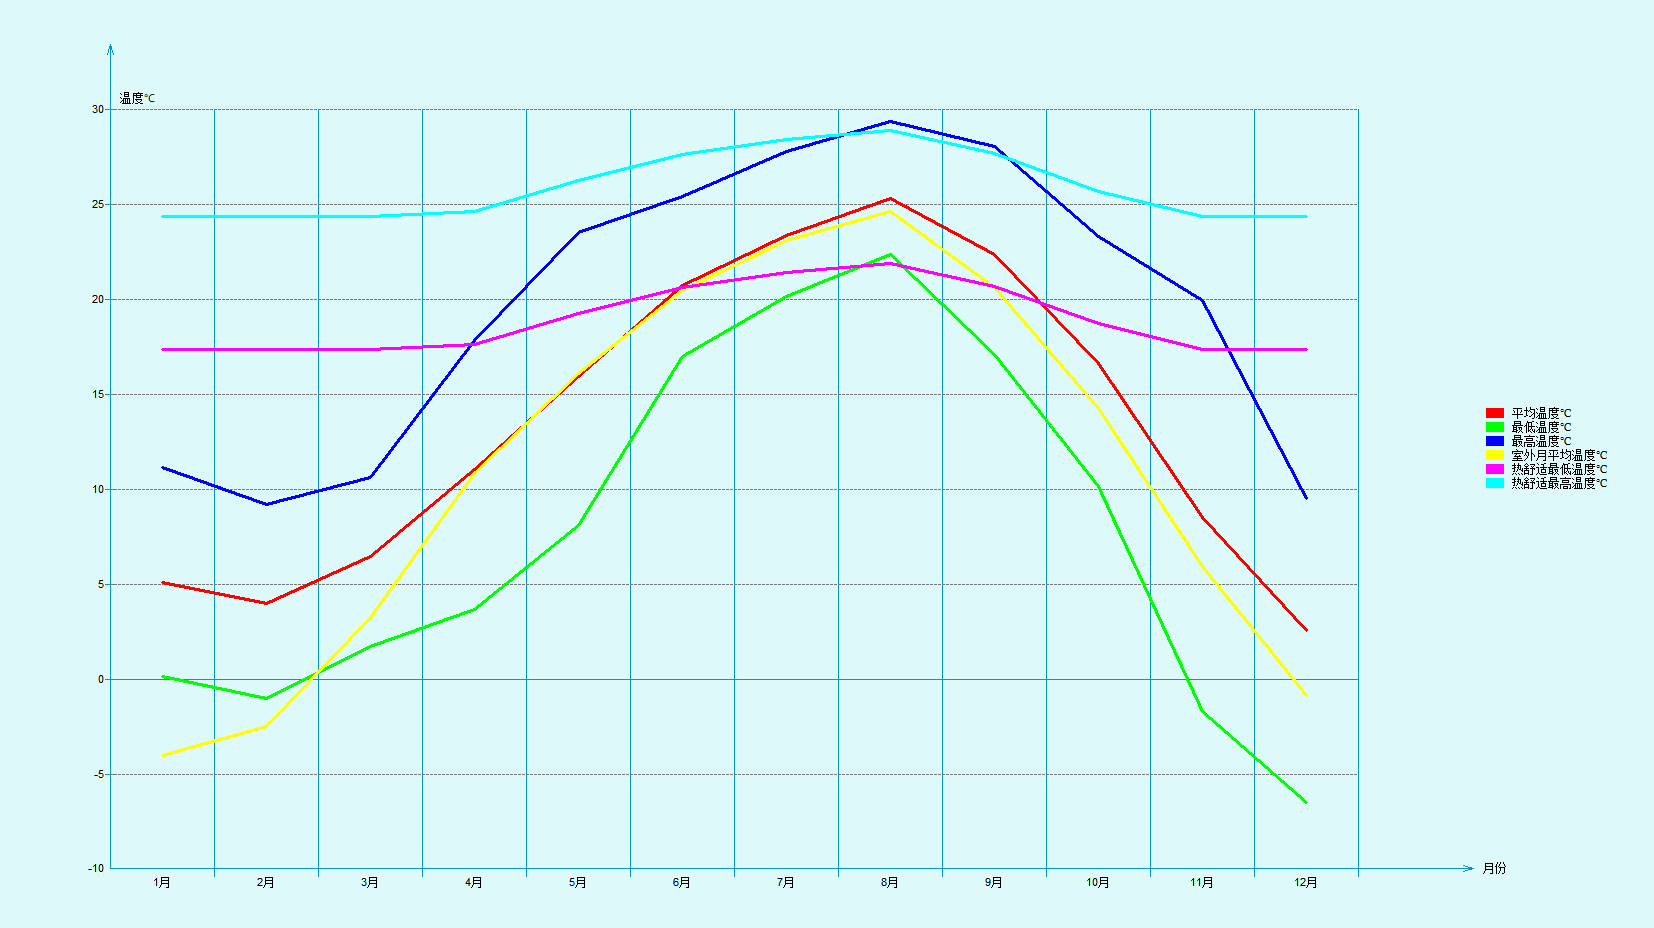 温度℃
30
25
20
15
10
5
0
-5
-10
1月 2月 3月 4月 5月 6月 7月 8月 9月 10月 11月 12月
月份
平均温度℃
最低温度℃
最高温度℃
室外月平均温度℃
热舒适最低温度℃
热舒适最高温度℃